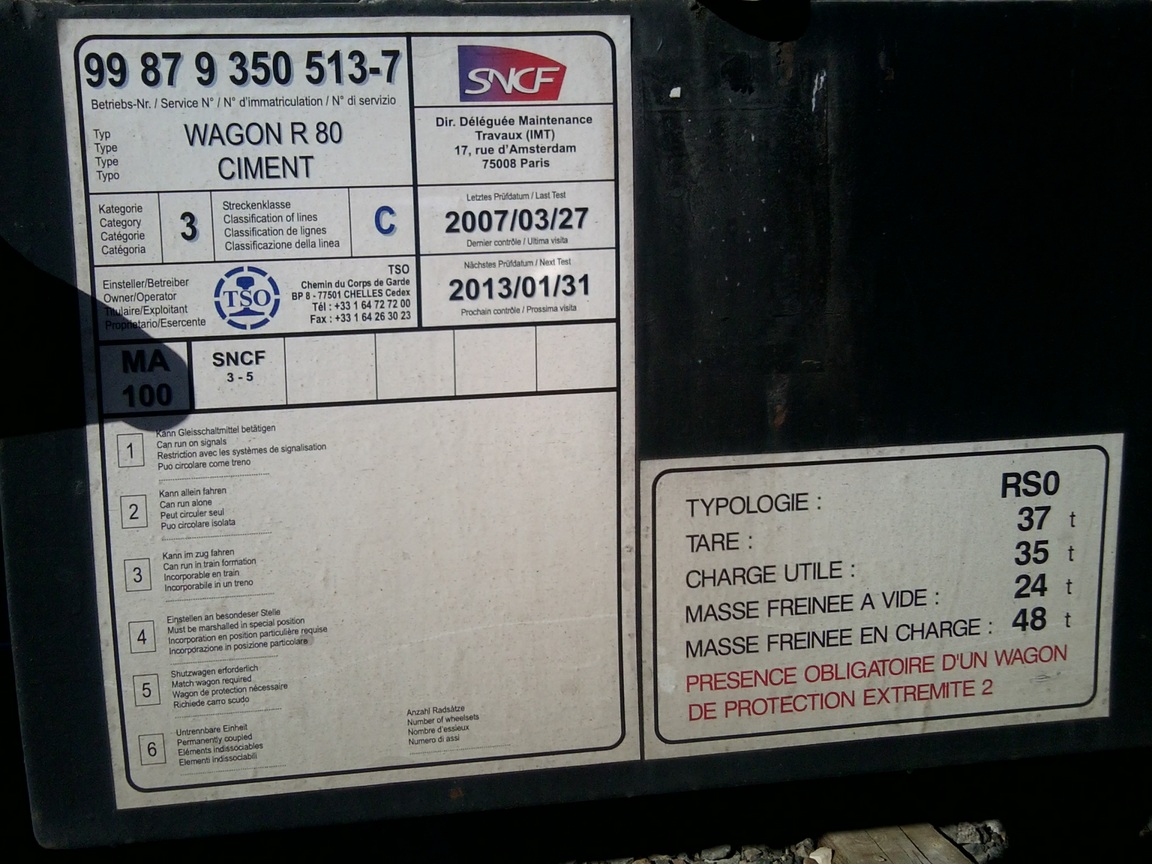 99 87 9 350 513-7
Betriebs-Nr. / Service N° / N° d'immatriculation / N° di servizio
Typ
Type
Type
Typo
WAGON R 80
CIMENT
SNCF
Dir. Déléguée Maintenance
Travaux (IMT)
17, rue d'Amsterdam
75008 Paris
Kategorie
Category
Catégorie
Catégoria
3
Streckenklasse
Classification of lines
Classification de lignes
Classificazione della linea
C
Letztes Prüfdatum / Last Test
2007/03/27
Dernier contrôle / Ultima visita
Nächstes Prüfdatum / Next Test
2013/01/31
Prochain contrôle / Prossima visita
Einsteller/Betreiber
Owner/Operator
Titulaire/Exploitant
Proprietario/Esercente
TSO
TSO
Chemin du Corps de Garde
BP 8 - 77501 CHELLES Cedex
Tél : +33 1 64 72 72 00
Fax : +33 1 64 26 30 23
MA
100
SNCF
3 - 5
1
Kann Gleisschaltmittel betätigen
Can run on signals
Restriction avec les systèmes de signalisation
Puo circolare come treno
2
Kann allein fahren
Can run alone
Peut circuler seul
Puo circolare isolata
3
Kann im zug fahren
Can run in train formation
Incorporable en train
Incorporabile in un treno
4
Einstellen an besondeser Stelle
Must be marshalled in special position
Incorporation en position particulière requise
Incorporazione in posizione particolare
5
Shutzwagen erforderlich
Match wagon required
Wagon de protection nécessaire
Richiede carro scudo
6
Untrennbare Einheit
Permanently coupled
Eléments indissociables
Elementi indissociabili
Anzahl Radsätze
Number of wheelsets
Nombre d'essieux
Numero di assi
TYPOLOGIE : RS0
TARE : 37 t
CHARGE UTILE : 35 t
MASSE FREINEE A VIDE : 24 t
MASSE FREINEE EN CHARGE : 48 t
PRESENCE OBLIGATOIRE D'UN WAGON
DE PROTECTION EXTREMITE 2